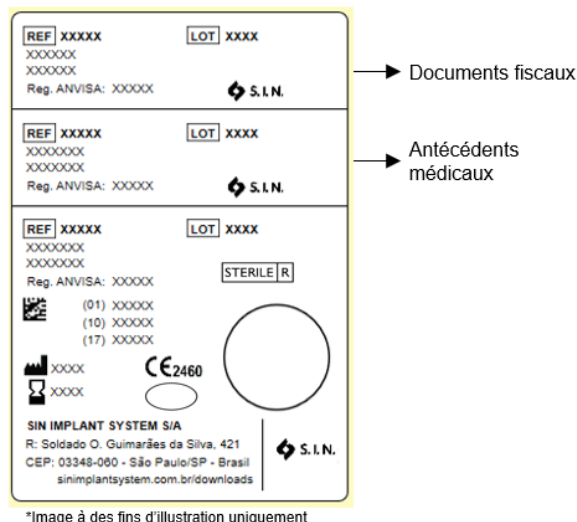 REF XXXXX LOT XXXX
XXXXXX
XXXXXX
Reg. ANVISA: XXXXX S.I.N.
Documents fiscaux
REF XXXXX LOT XXXX
XXXXXXX
XXXXXXX
Reg. ANVISA: XXXXX S.I.N.
Antécédents
médicaux
REF XXXXX LOT XXXX
XXXXXXX
XXXXXXX
Reg. ANVISA: XXXXX
STERILE R
(01) XXXXX
(10) XXXXX
(17) XXXXX
XXXX CE2460
XXXX
SIN IMPLANT SYSTEM S/A
R: Soldado O. Guimarães da Silva, 421
CEP: 03348-060 - São Paulo/SP - Brasil
sinimplantsystem.com.br/downloads
S.I.N.
*Image à des fins d'illustration uniquement